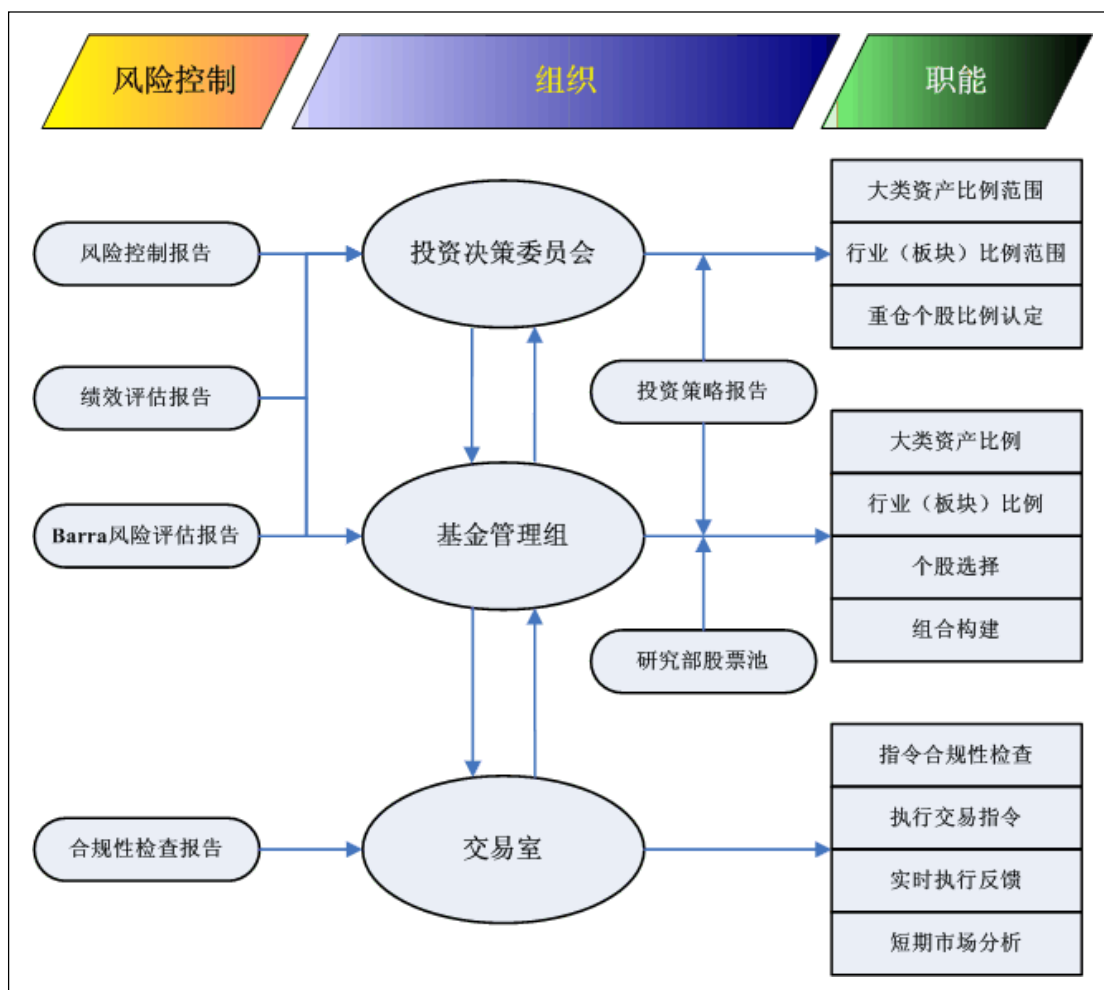 风险控制
组织
职能
大类资产比例范围
投资决策委员会
风险控制报告
行业（板块）比例范围
重仓个股比例认定
绩效评估报告
投资策略报告
大类资产比例
行业（板块）比例
Barra风险评估报告
基金管理组
个股选择
组合构建
研究部股票池
指令合规性检查
执行交易指令
合规性检查报告
交易室
实时执行反馈
短期市场分析